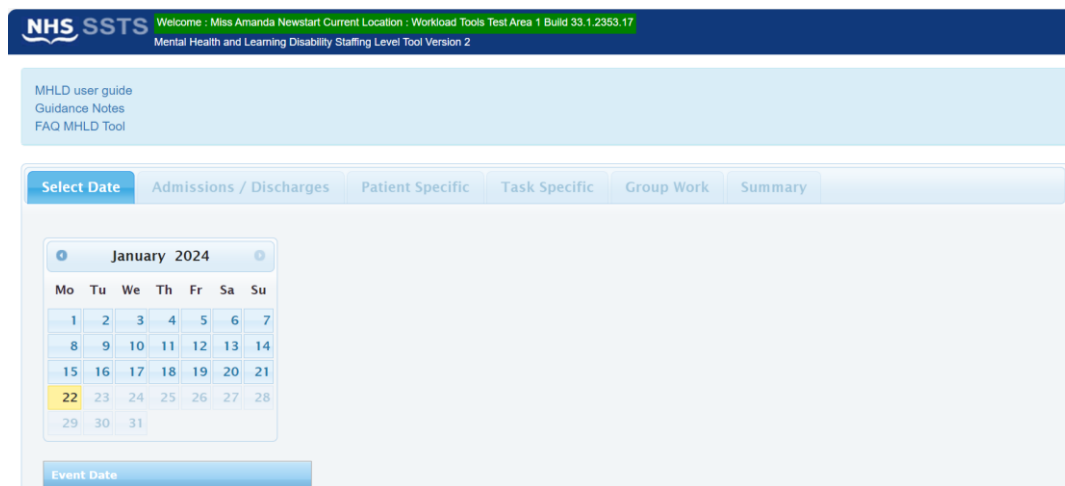 NHS SSTS Welcome : Miss Amanda Newstart Current Location : Workload Tools Test Area 1 Build 33.1.2353.17
Mental Health and Learning Disability Staffing Level Tool Version 2
MHLD user guide
Guidance Notes
FAQ MHLD Tool
Select Date Admissions / Discharges Patient Specific Task Specific Group Work Summary
January 2024
Mo Tu We Th Fr Sa Su
1 2 3 4 5 6 7
8 9 10 11 12 13 14
15 16 17 18 19 20 21
22 23 24 25 26 27 28
29 30 31
Event Date